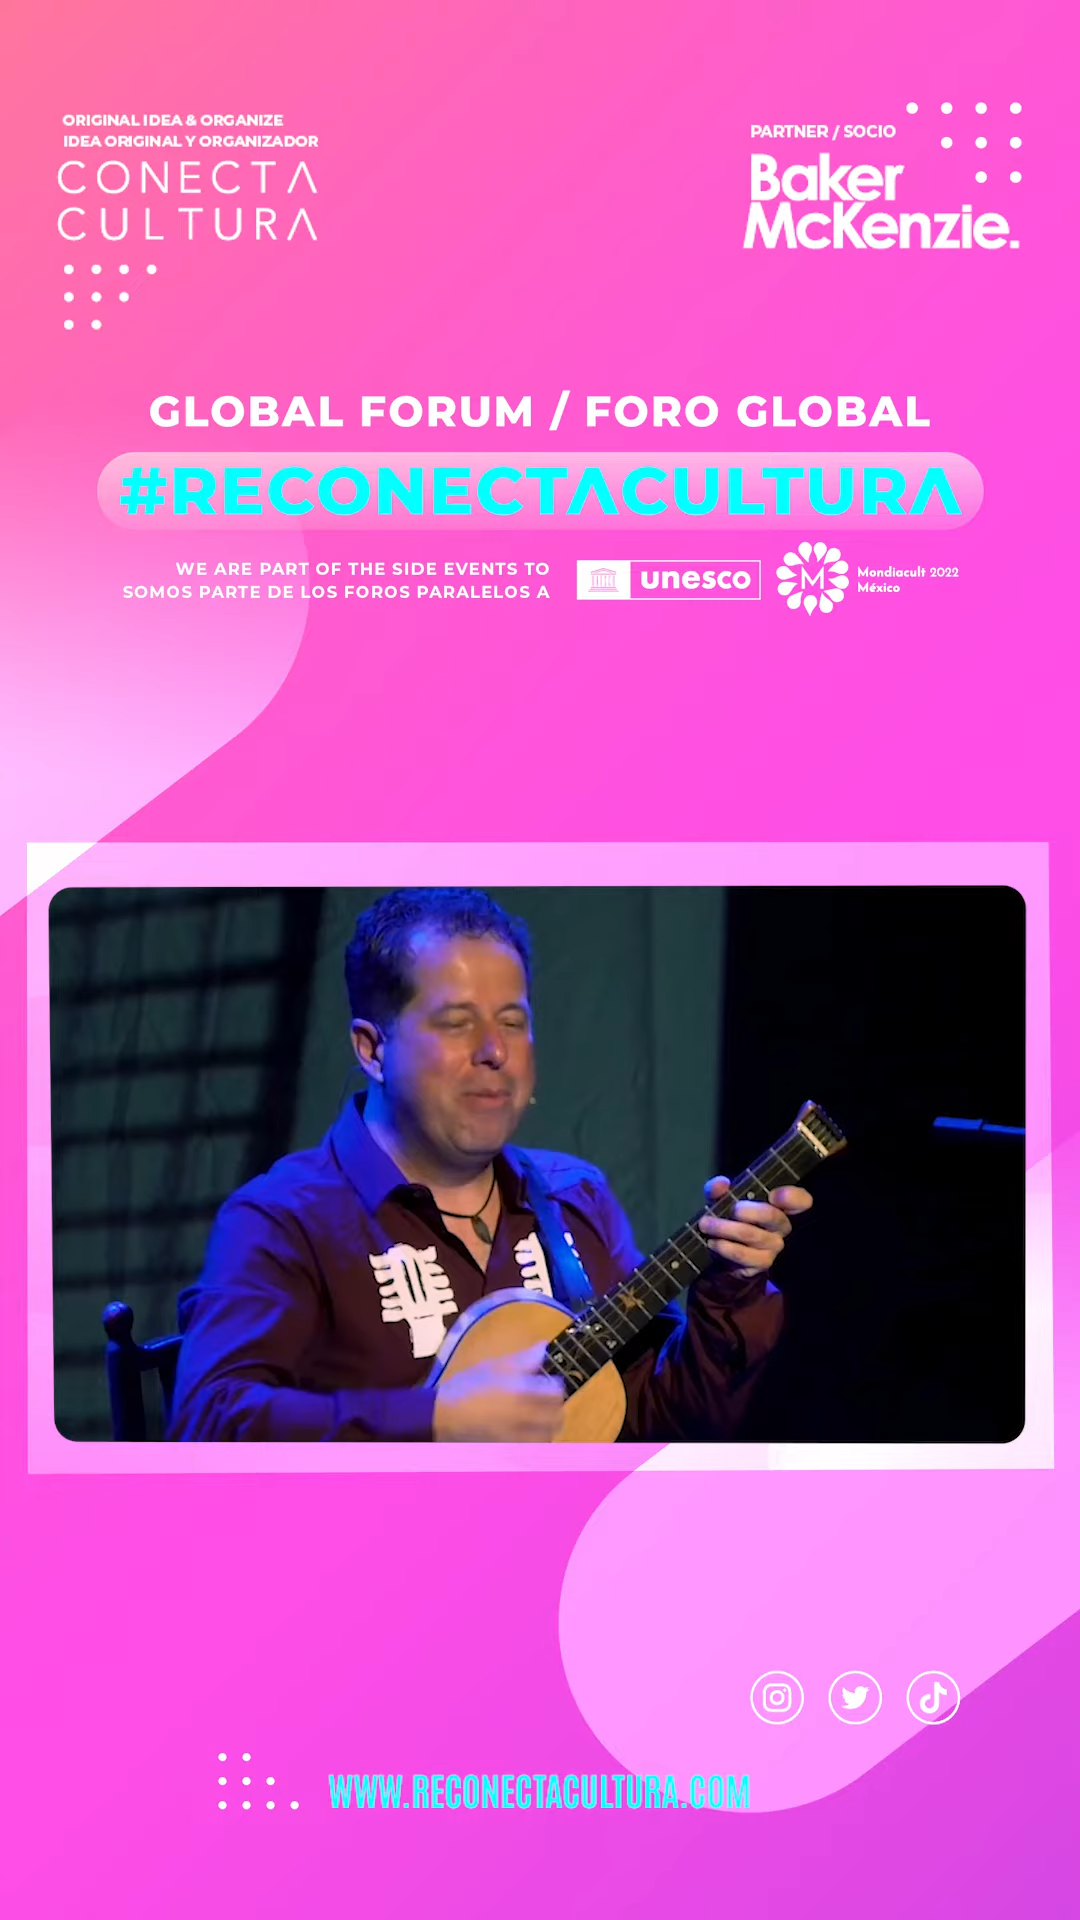 ORIGINAL IDEA & ORGANIZE
IDEA ORIGINAL Y ORGANIZADOR
CONECTA
CULTURA
PARTNER / SOCIO
Baker
McKenzie.
GLOBAL FORUM / FORO GLOBAL
#RECONECTACULTURA
WE ARE PART OF THE SIDE EVENTS TO
SOMOS PARTE DE LOS FOROS PARALELOS A
unesco
M
Mondiacult 2022
México
WWW.RECONECTACULTURA.COM